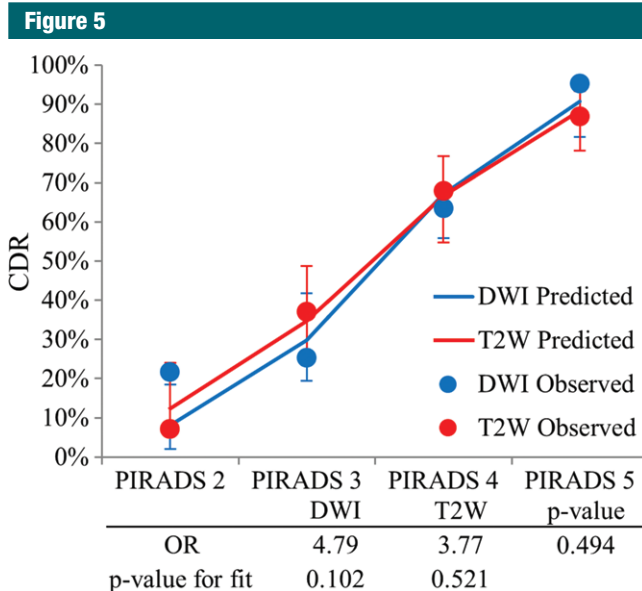 Figure 5
100%
90%
80%
70%
60%
50%
40%
30%
20%
10%
0%
CDR
DWI Predicted
T2W Predicted
DWI Observed
T2W Observed
PIRADS 2 PIRADS 3 PIRADS 4 PIRADS 5
DWI T2W p-value
OR 4.79 3.77 0.494
p-value for fit 0.102 0.521